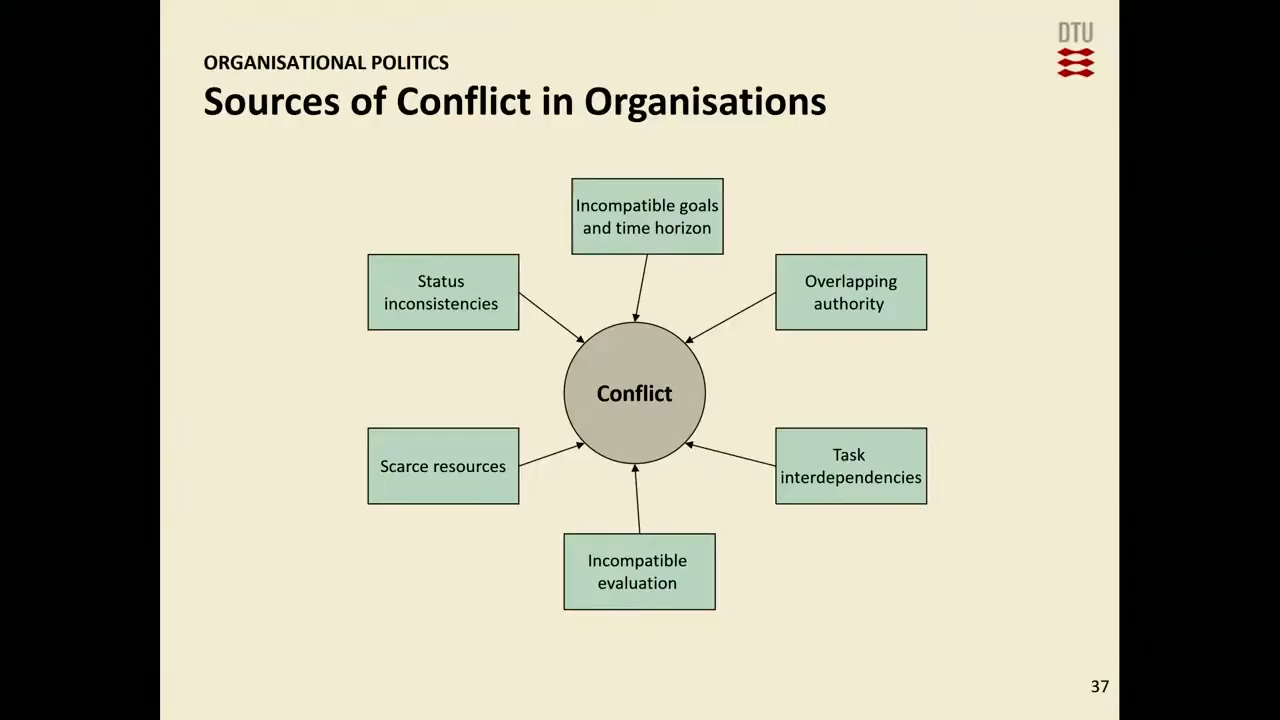 DTU
ORGANISATIONAL POLITICS
Sources of Conflict in Organisations
Incompatible goals
and time horizon
Status
inconsistencies
Overlapping
authority
Conflict
Scarce resources
Task
interdependencies
Incompatible
evaluation
37